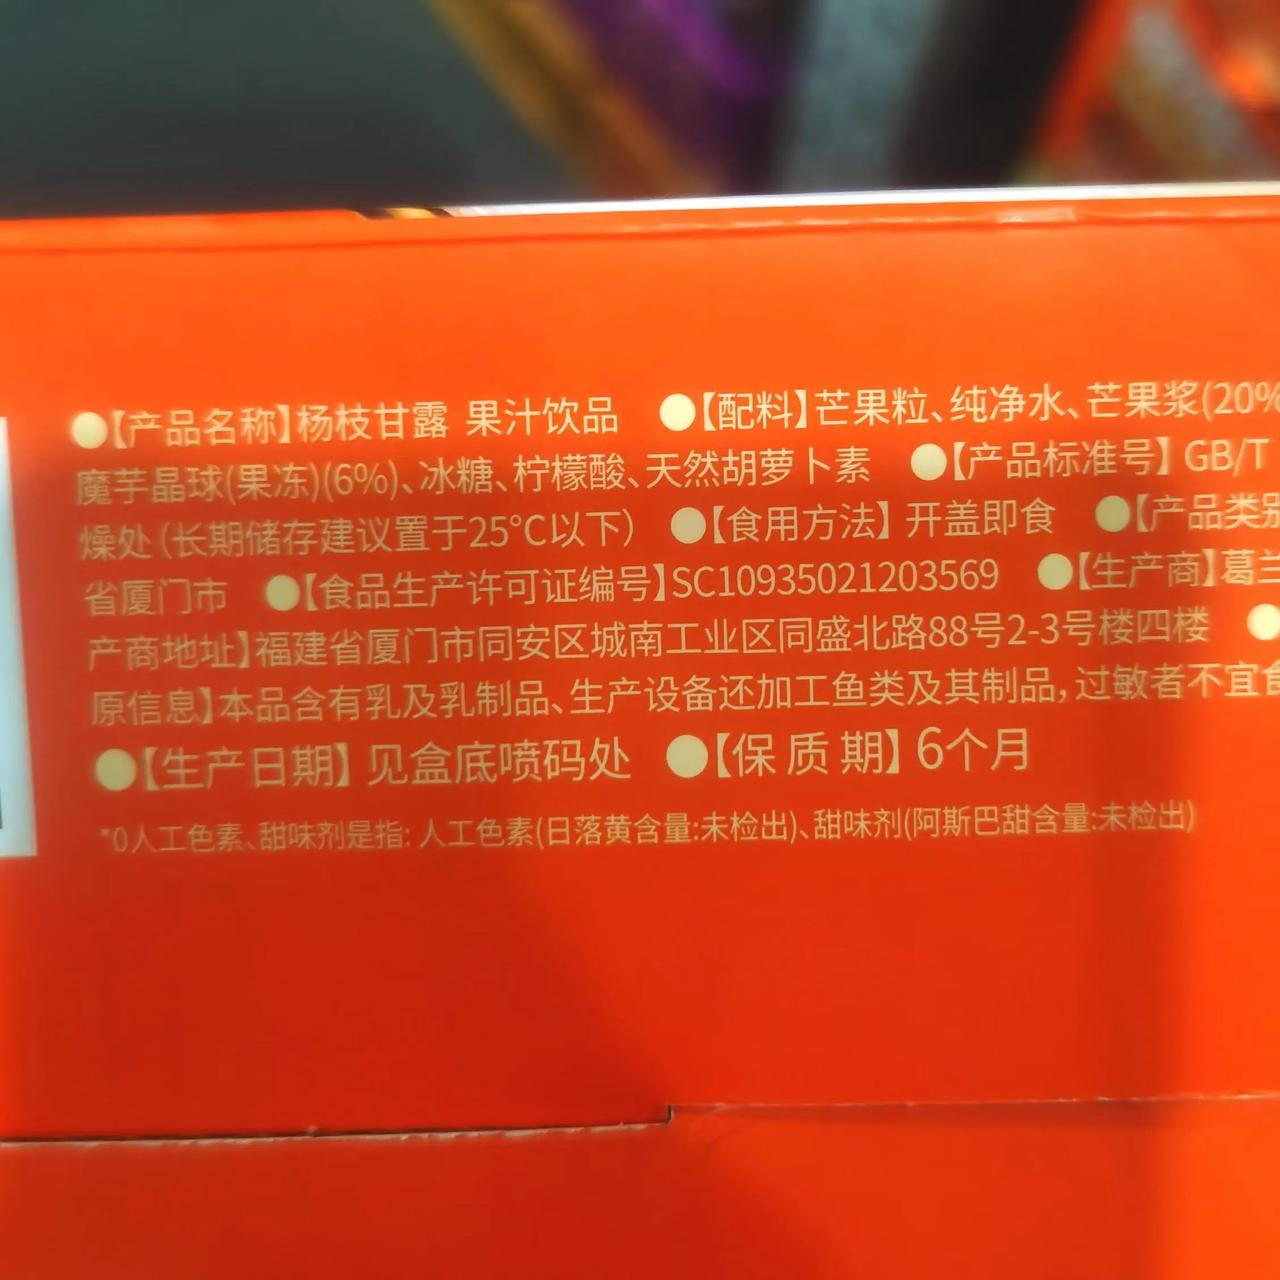 ●【产品名称】杨枝甘露 果汁饮品 ●【配料】芒果粒、纯净水、芒果浆(20%
魔芋晶球(果冻)(6%)、冰糖、柠檬酸、天然胡萝卜素 ●【产品标准号】GB/T
燥处(长期储存建议置于25°C以下) ●【食用方法】开盖即食 ●【产品类别
省厦门市 ●【食品生产许可证编号】SC10935021203569 ●【生产商】葛兰
产商地址】福建省厦门市同安区城南工业区同盛北路88号2-3号楼四楼 ●
原信息】本品含有乳及乳制品、生产设备还加工鱼类及其制品,过敏者不宜食
●【生产日期】见盒底喷码处 ●【保质期】6个月
*0人工色素、甜味剂是指: 人工色素(日落黄含量:未检出)、甜味剂(阿斯巴甜含量:未检出)